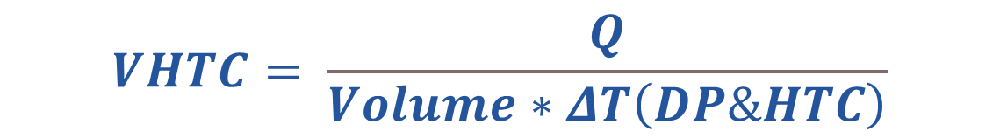 VHTC = Q
Volume * ΔT(DP&HTC)